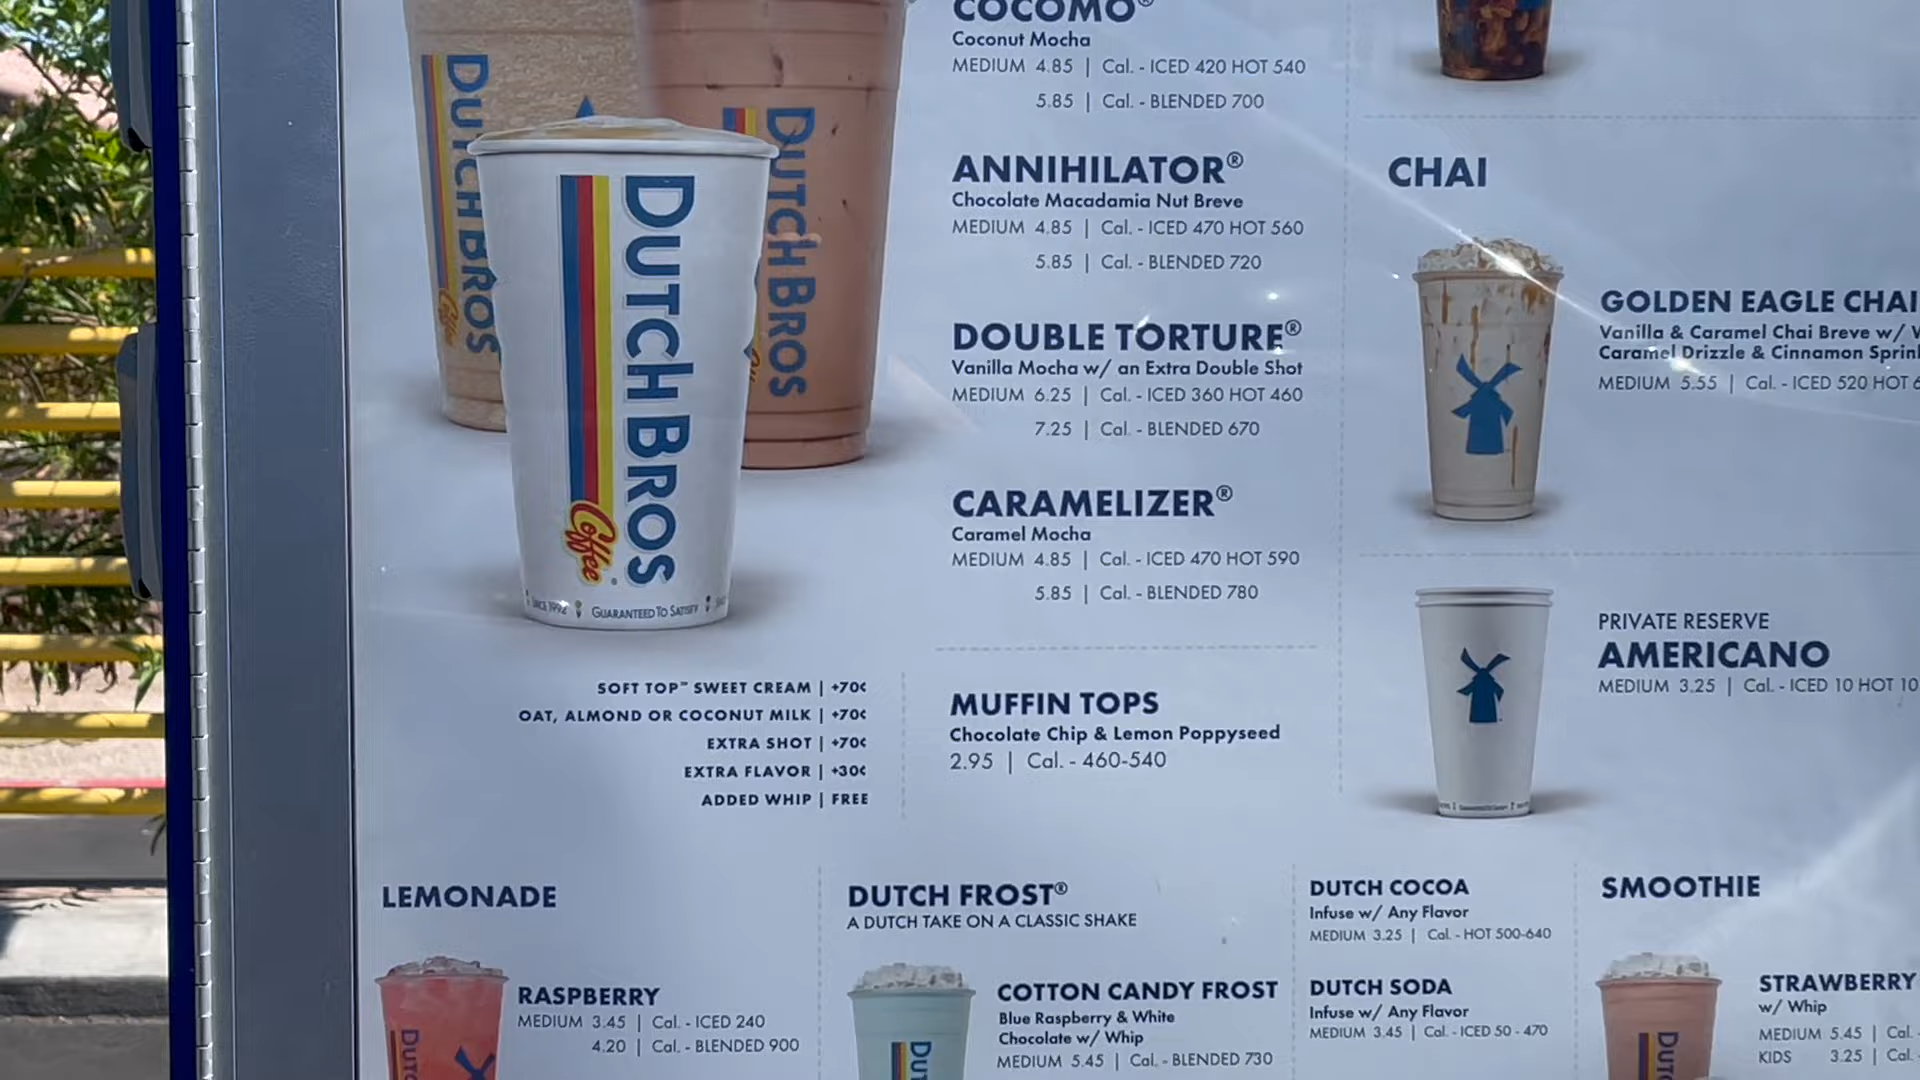 COCOMO®
Coconut Mocha
MEDIUM 4.85 | Cal. - ICED 420 HOT 540
5.85 | Cal. - BLENDED 700
ANNIHILATOR®
Chocolate Macadamia Nut Breve
MEDIUM 4.85 | Cal. - ICED 470 HOT 560
5.85 | Cal. - BLENDED 720
DOUBLE TORTURE®
Vanilla Mocha w/ an Extra Double Shot
MEDIUM 6.25 | Cal. - ICED 360 HOT 460
7.25 | Cal. - BLENDED 670
CARAMELIZER®
Caramel Mocha
MEDIUM 4.85 | Cal. - ICED 470 HOT 590
5.85 | Cal. - BLENDED 780
DUTCH BROS
Coffee
DUTCH BROS
DUTCH BROS
Coffee
SINCE 1992 GUARANTEED TO SATISFY
SOFT TOP™ SWEET CREAM | +70¢
OAT, ALMOND OR COCONUT MILK | +70¢
EXTRA SHOT | +70¢
EXTRA FLAVOR | +30¢
ADDED WHIP | FREE
MUFFIN TOPS
Chocolate Chip & Lemon Poppyseed
2.95 | Cal. - 460-540
CHAI
GOLDEN EAGLE CHAI
Vanilla & Caramel Chai Breve w/
Caramel Drizzle & Cinnamon
MEDIUM 5.55 | Cal. - ICED 520 HOT
PRIVATE RESERVE
AMERICANO
MEDIUM 3.25 | Cal. - ICED 10 HOT 10
LEMONADE
RASPBERRY
MEDIUM 3.45 | Cal. - ICED 240
4.20 | Cal. - BLENDED 900
DUTCH FROST®
A DUTCH TAKE ON A CLASSIC SHAKE
COTTON CANDY FROST
Blue Raspberry & White
Chocolate w/ Whip
MEDIUM 5.45 | Cal. - BLENDED 730
DUTCH COCOA
Infuse w/ Any Flavor
MEDIUM 3.25 | Cal. - HOT 500-640
DUTCH SODA
Infuse w/ Any Flavor
MEDIUM 3.45 | Cal. - ICED 50 - 470
SMOOTHIE
STRAWBERRY
w/ Whip
MEDIUM 5.45 | Cal.
KIDS 3.25 | Cal.